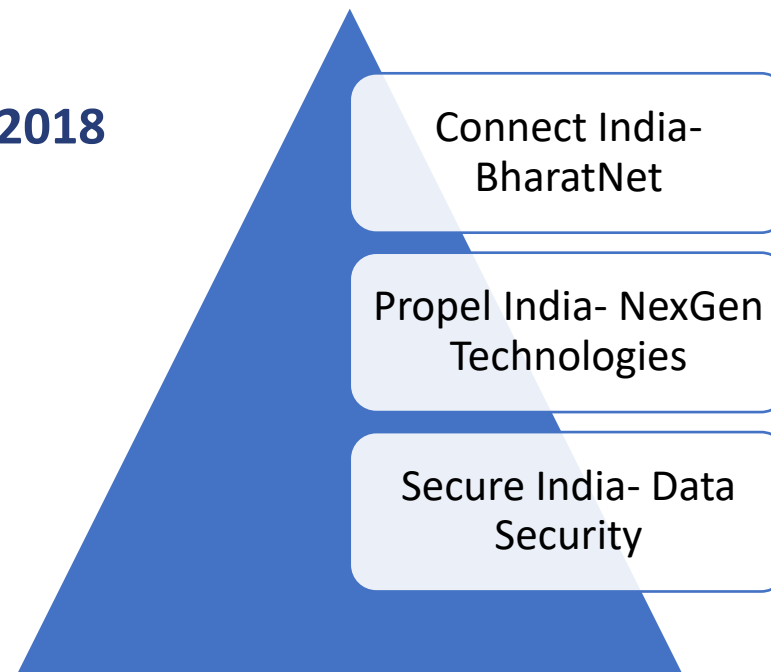 2018
Connect India-
BharatNet
Propel India- NexGen
Technologies
Secure India- Data
Security